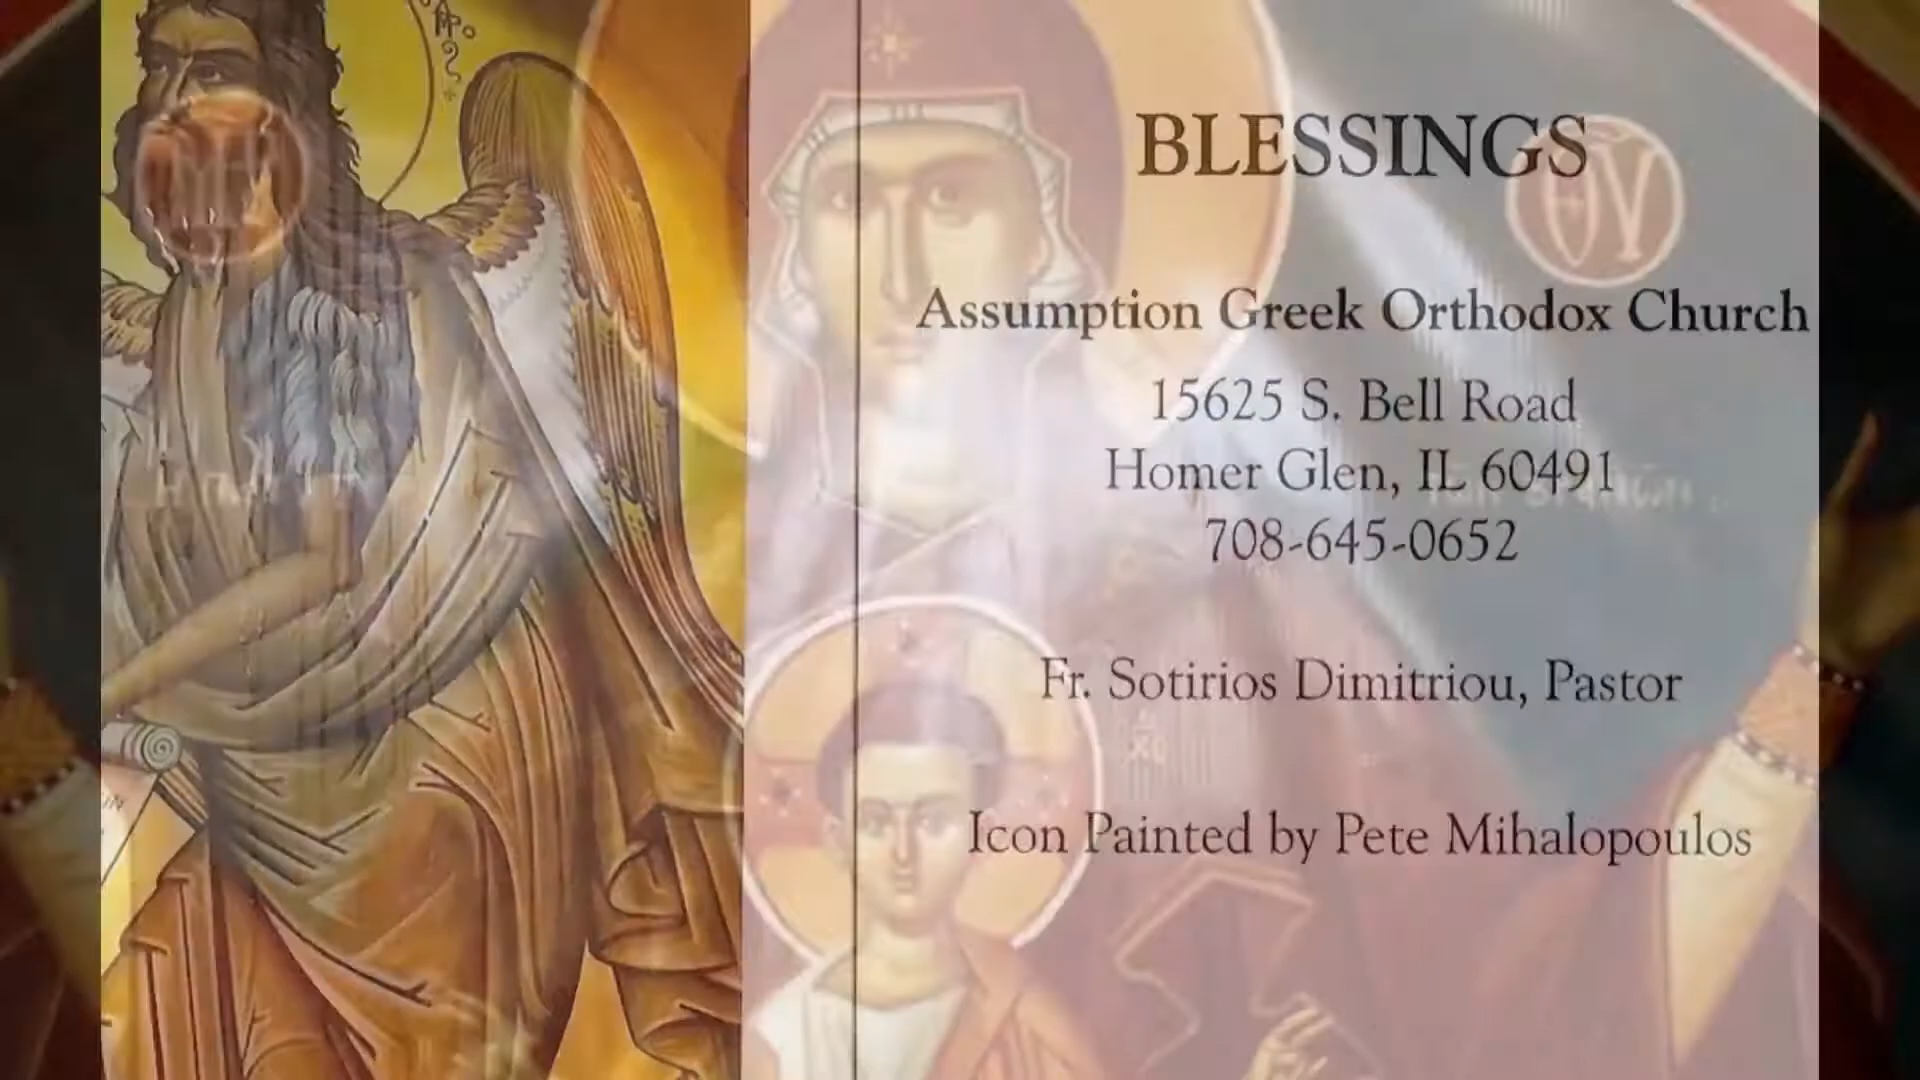 BLESSINGS
ΘΥ
Assumption Greek Orthodox Church
15625 S. Bell Road
Homer Glen, IL 60491
708-645-0652
Fr. Sotirios Dimitriou, Pastor
Icon Painted by Pete Mihalopoulos